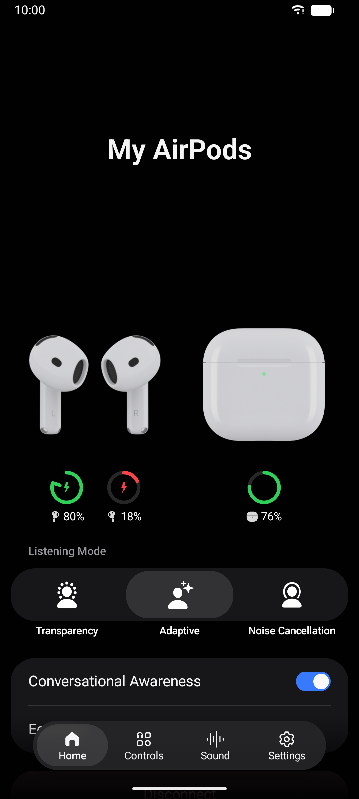 10:00
My AirPods
L R
80% 18% 76%
Listening Mode
Transparency Adaptive Noise Cancellation
Conversational Awareness
Home Controls Sound Settings
Disconnect